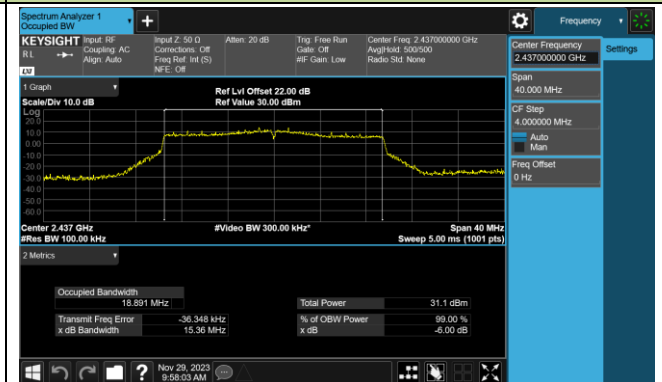 Spectrum Analyzer 1
Occupied BW
+
Frequency
KEYSIGHT
Input: RF
Coupling: AC
Align: Auto
Input Z: 50 Ω
Corrections: Off
Freq Ref: Int (S)
NFE: Off
Atten: 20 dB
Trig: Free Run
Gate: Off
#IF Gain: Low
Center Freq: 2.437000000 GHz
Avg|Hold: 500/500
Radio Std: None
RL
LXI
Center Frequency
2.437000000 GHz
Settings
Span
40.000 MHz
CF Step
4.000000 MHz
Auto
Man
Freq Offset
0 Hz
1 Graph
Scale/Div 10.0 dB
Ref Lvl Offset 22.00 dB
Ref Value 30.00 dBm
Log
20.0
10.0
0.00
-10.0
-20.0
-30.0
-40.0
-50.0
-60.0
Center 2.437 GHz
#Video BW 300.00 kHz*
Span 40 MHz
#Res BW 100.00 kHz
Sweep 5.00 ms (1001 pts)
2 Metrics
Occupied Bandwidth
18.891 MHz
Total Power 31.1 dBm
Transmit Freq Error -36.348 kHz
% of OBW Power 99.00 %
x dB Bandwidth 15.36 MHz
x dB -6.00 dB
?
Nov 29, 2023
9:58:03 AM